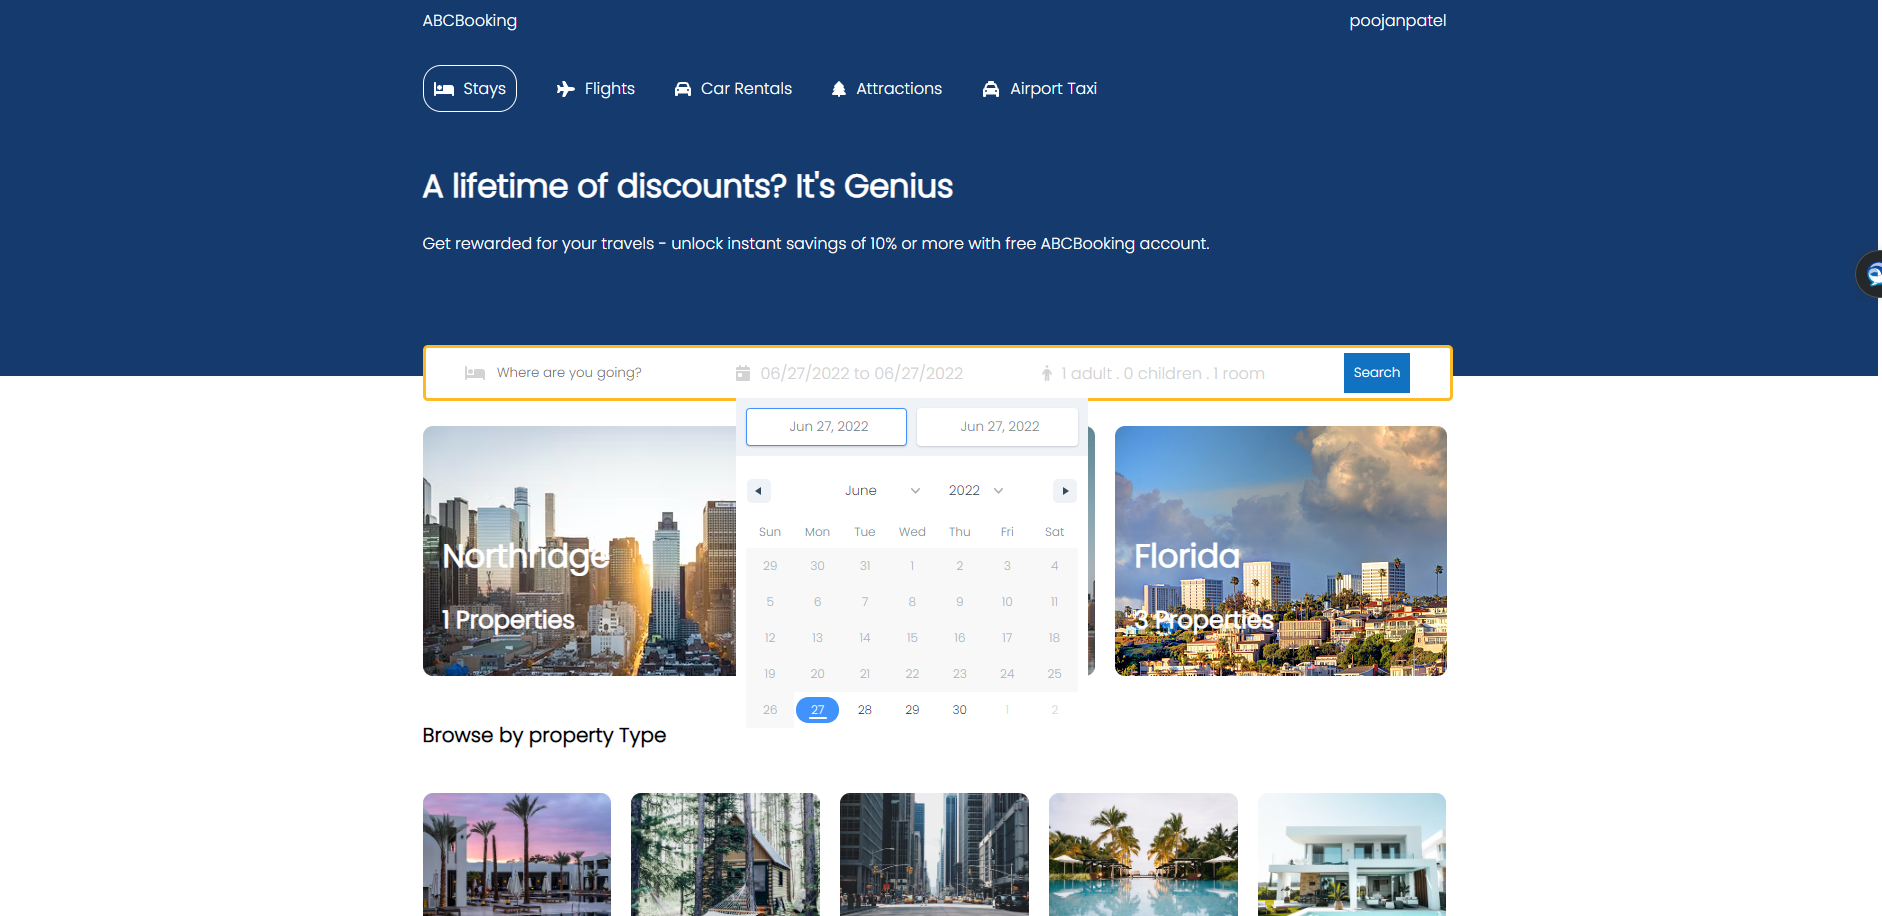 ABCBooking
poojanpatel
Stays Flights Car Rentals Attractions Airport Taxi
A lifetime of discounts? It's Genius
Get rewarded for your travels - unlock instant savings of 10% or more with free ABCBooking account.
Where are you going? 06/27/2022 to 06/27/2022 1 adult . 0 children . 1 room Search
Jun 27, 2022 Jun 27, 2022
June 2022
Sun Mon Tue Wed Thu Fri Sat
29 30 31 1 2 3 4
5 6 7 8 9 10 11
12 13 14 15 16 17 18
19 20 21 22 23 24 25
26 27 28 29 30 1 2
Northridge
1 Properties
Florida
3 Properties
Browse by property Type